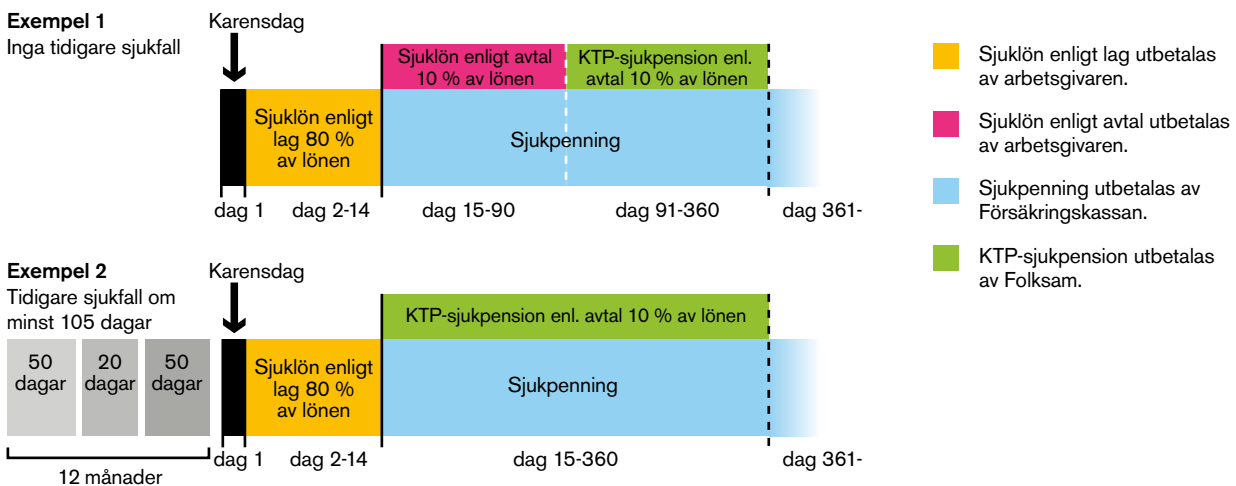 Exempel 1
Inga tidigare sjukfall
Karensdag
Sjuklön enligt lag 80 % av lönen
Sjuklön enligt avtal
10 % av lönen
KTP-sjukpension enl.
avtal 10 % av lönen
Sjukpenning
dag 1
dag 2-14
dag 15-90
dag 91-360
dag 361-
Exempel 2
Tidigare sjukfall om
minst 105 dagar
50
dagar
20
dagar
50
dagar
12 månader
Karensdag
Sjuklön enligt
lag 80 %
av lönen
KTP-sjukpension enl. avtal 10 % av lönen
Sjukpenning
dag 1
dag 2-14
dag 15-360
dag 361-
Sjuklön enligt lag utbetalas
av arbetsgivaren.
Sjuklön enligt avtal utbetalas
av arbetsgivaren.
Sjukpenning utbetalas av
Försäkringskassan.
KTP-sjukpension utbetalas
av Folksam.